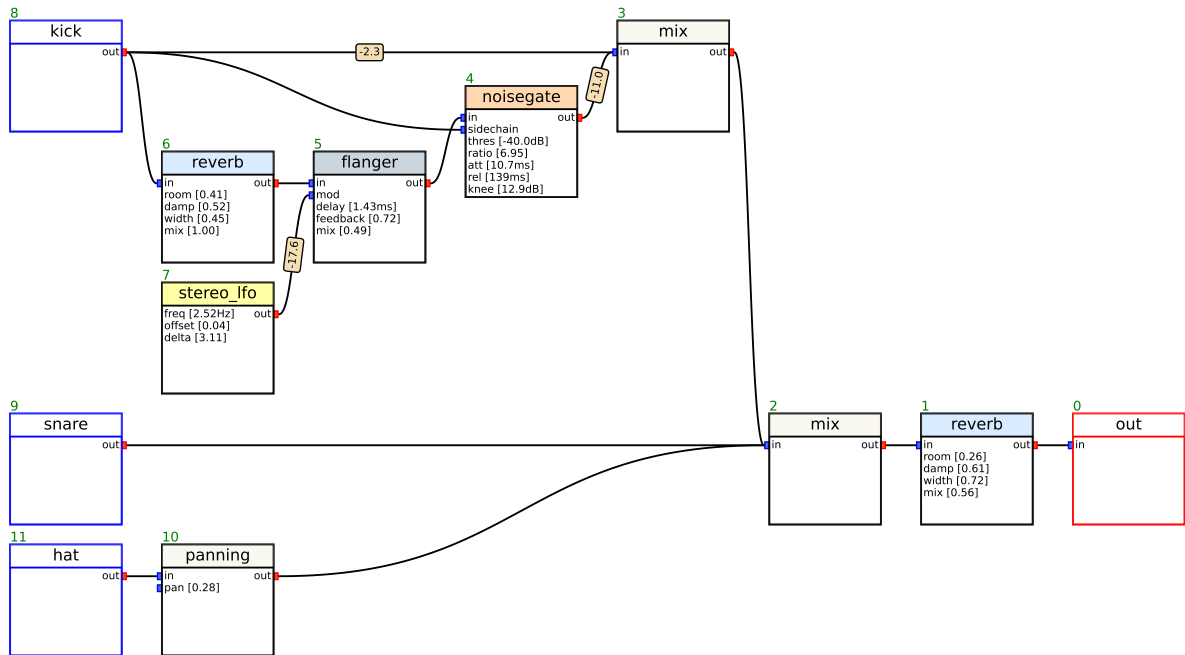 8
kick
out
-2.3
3
mix
in
out
4
noisegate
in
out
sidechain
thres [-40.0dB]
ratio [6.95]
att [10.7ms]
rel [139ms]
knee [12.9dB]
-11.0
6
reverb
in
out
room [0.41]
damp [0.52]
width [0.45]
mix [1.00]
5
flanger
in
out
mod
delay [1.43ms]
feedback [0.72]
mix [0.49]
-17.6
7
stereo_lfo
freq [2.52Hz]
out
offset [0.04]
delta [3.11]
9
snare
out
2
mix
in
out
1
reverb
in
out
room [0.26]
damp [0.61]
width [0.72]
mix [0.56]
0
out
in
11
hat
out
10
panning
in
out
pan [0.28]